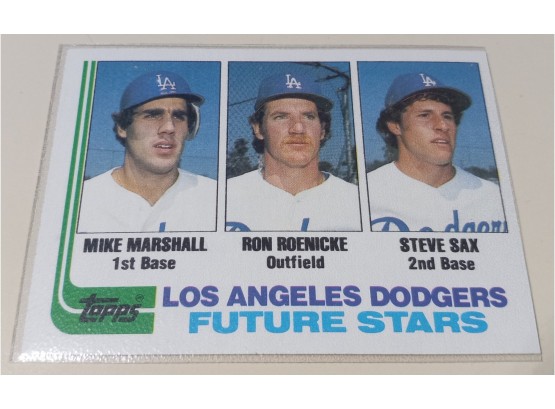 LA LA LA
Dodgers
MIKE MARSHALL RON ROENICKE STEVE SAX
1st Base Outfield 2nd Base
Topps ®
LOS ANGELES DODGERS
FUTURE STARS